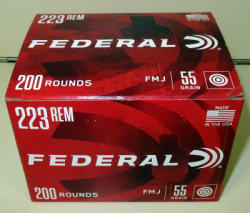 223 REM
FEDERAL
200 ROUNDS FMJ 55 GRAIN
MADE IN THE USA
223 REM
FEDERAL
200 ROUNDS FMJ 55 GRAIN